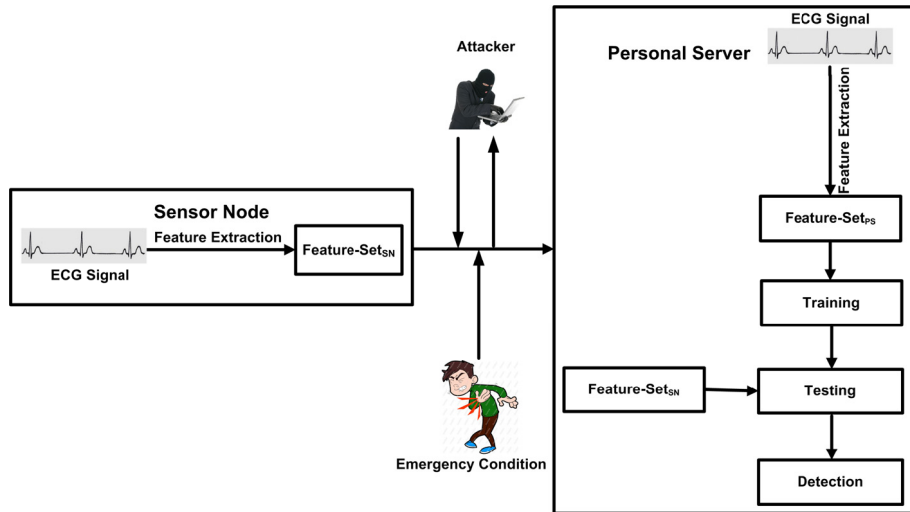 Attacker
Sensor Node
Feature Extraction
ECG Signal
Feature-SetSN
Emergency Condition
Personal Server
ECG Signal
Feature Extraction
Feature-SetPS
Training
Feature-SetSN
Testing
Detection